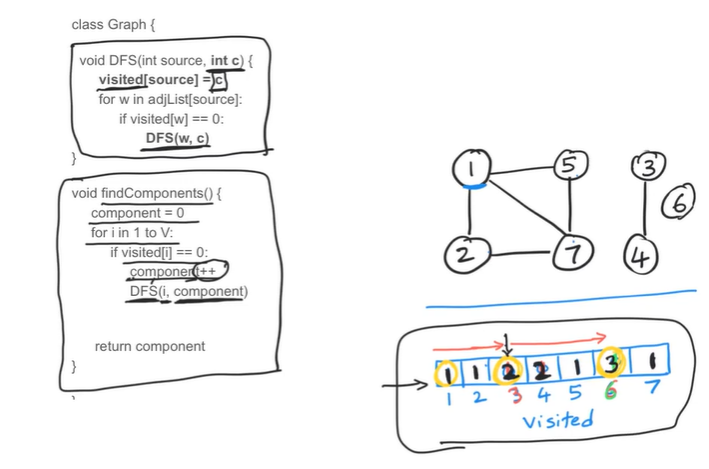 class Graph {
void DFS(int source, int c) {
visited[source] = c
for w in adjList[source]:
if visited[w] == 0:
DFS(w, c)
}
void findComponents() {
component = 0
for i in 1 to V:
if visited[i] == 0:
component++
DFS(i, component)
return component
}
1 5 3
6
2 7 4
1 1 2 2 1 3 1
1 2 3 4 5 6 7
visited